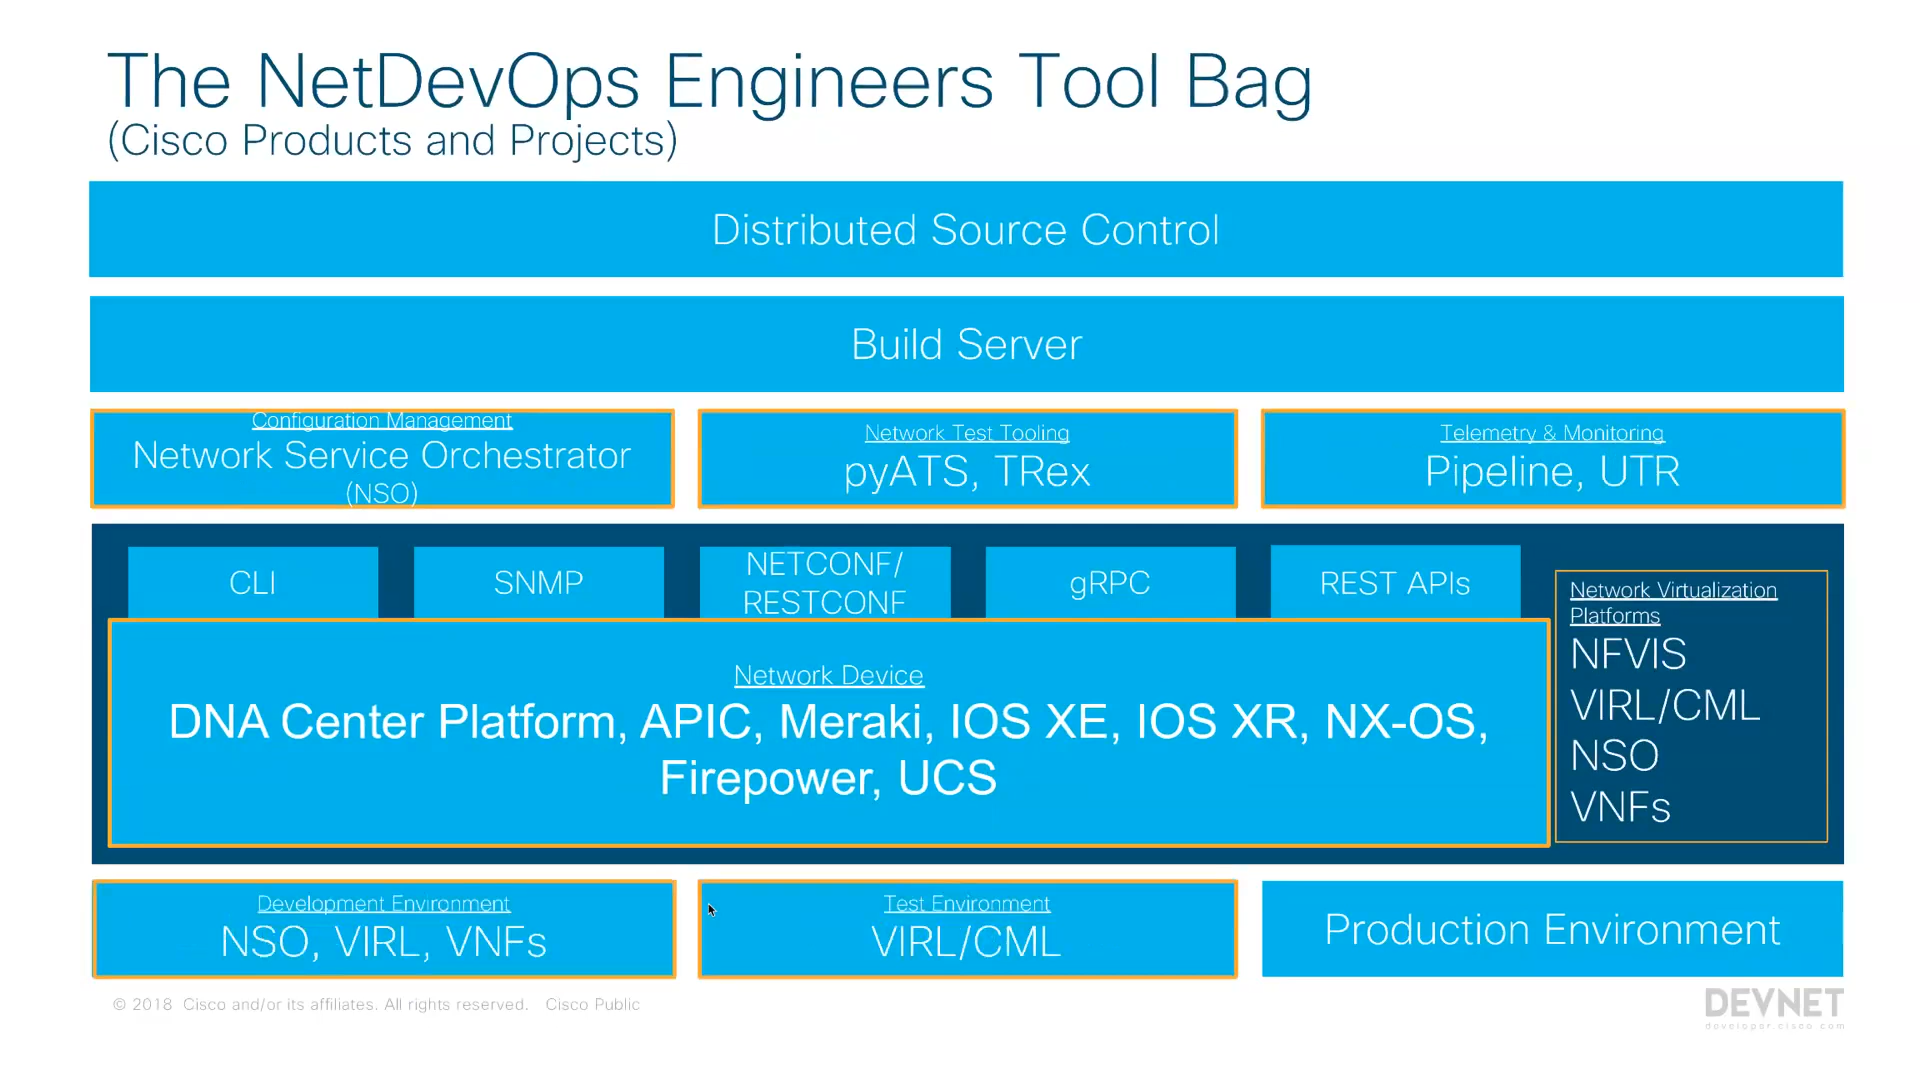 The NetDevOps Engineers Tool Bag
(Cisco Products and Projects)
Distributed Source Control
Build Server
Configuration Management
Network Service Orchestrator
(NSO)
Network Test Tooling
pyATS, TRex
Telemetry & Monitoring
Pipeline, UTR
CLI
SNMP
NETCONF/
RESTCONF
gRPC
REST APIs
Network Device
DNA Center Platform, APIC, Meraki, IOS XE, IOS XR, NX-OS,
Firepower, UCS
Network Virtualization
Platforms
NFVIS
VIRL/CML
NSO
VNFs
Development Environment
NSO, VIRL, VNFs
Test Environment
VIRL/CML
Production Environment
© 2018 Cisco and/or its affiliates. All rights reserved. Cisco Public
DEVNET
developer.cisco.com